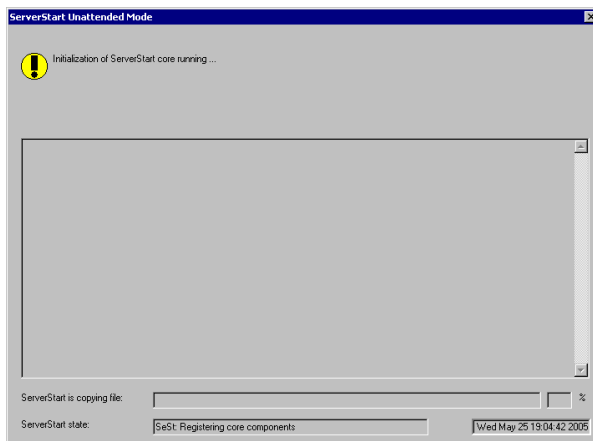 ServerStart Unattended Mode
Initialization of ServerStart core running ...
ServerStart is copying file:
%
ServerStart state:
SeSt: Registering core components
Wed May 25 19:04:42 2005